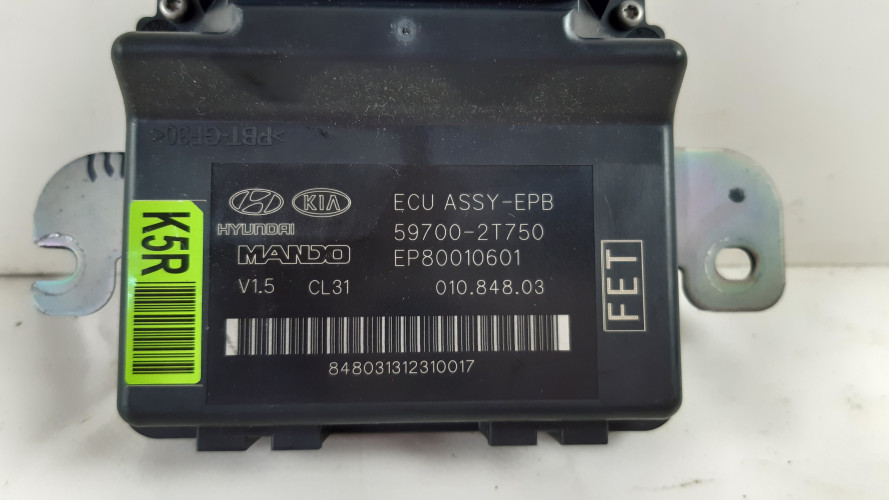 >PBT-GF30<
KIA ECU ASSY-EPB
HYUNDAI 59700-2T750
MANDO EP80010601
V1.5 CL31 010.848.03
848031312310017
K5R
FET